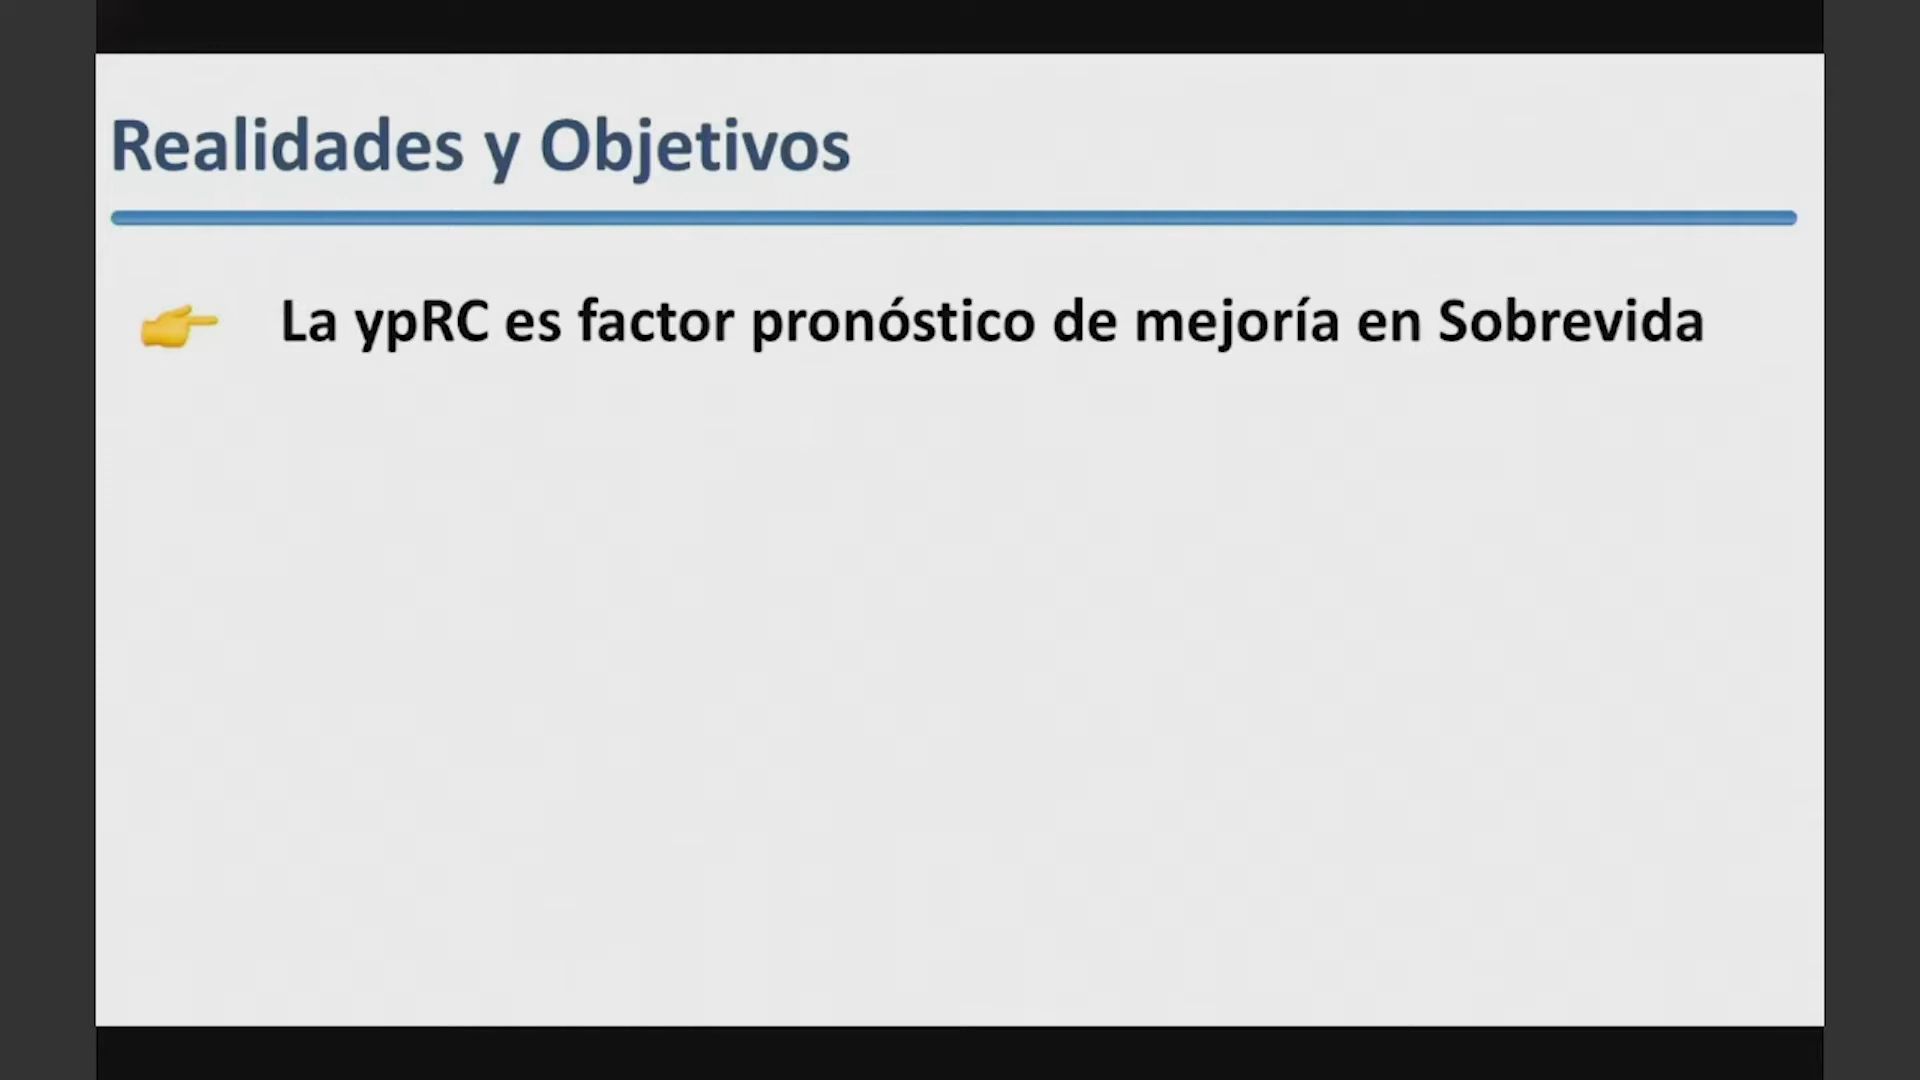 Realidades y Objetivos
La ypRC es factor pronóstico de mejoría en Sobrevida